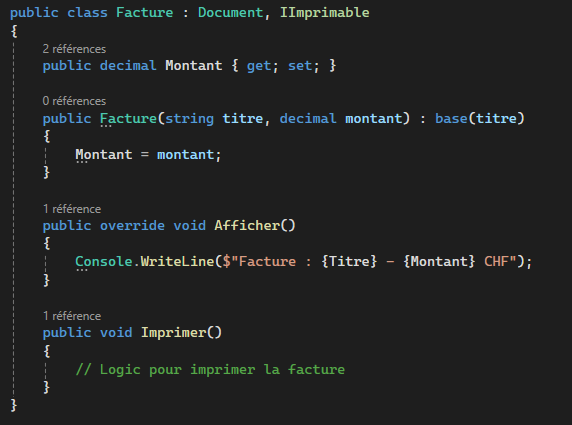 public class Facture : Document, IImprimable
{
2 références
public decimal Montant { get; set; }
0 références
public Facture(string titre, decimal montant) : base(titre)
{
Montant = montant;
}
1 référence
public override void Afficher()
{
Console.WriteLine($"Facture : {Titre} - {Montant} CHF");
}
1 référence
public void Imprimer()
{
// Logic pour imprimer la facture
}
}